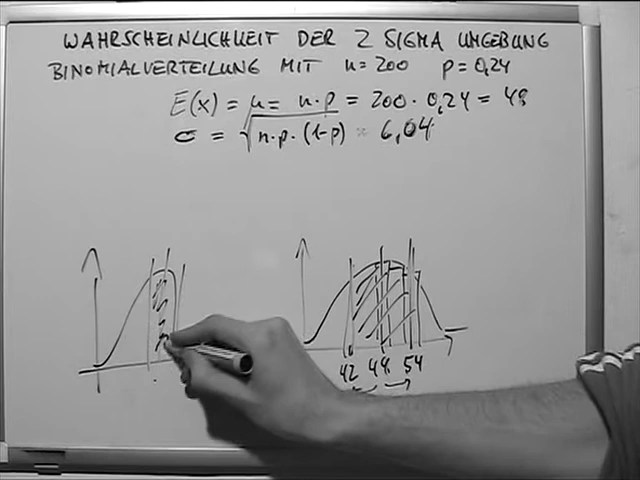 WAHRSCHEINLICHKEIT DER 2 SIGMA UMGEBUNG
BINOMIALVERTEILUNG MIT n=200 p=0,24
E(x) = μ = n·p = 200·0,24 = 48
σ = √n·p·(1-p) = 6,04
42 48 54